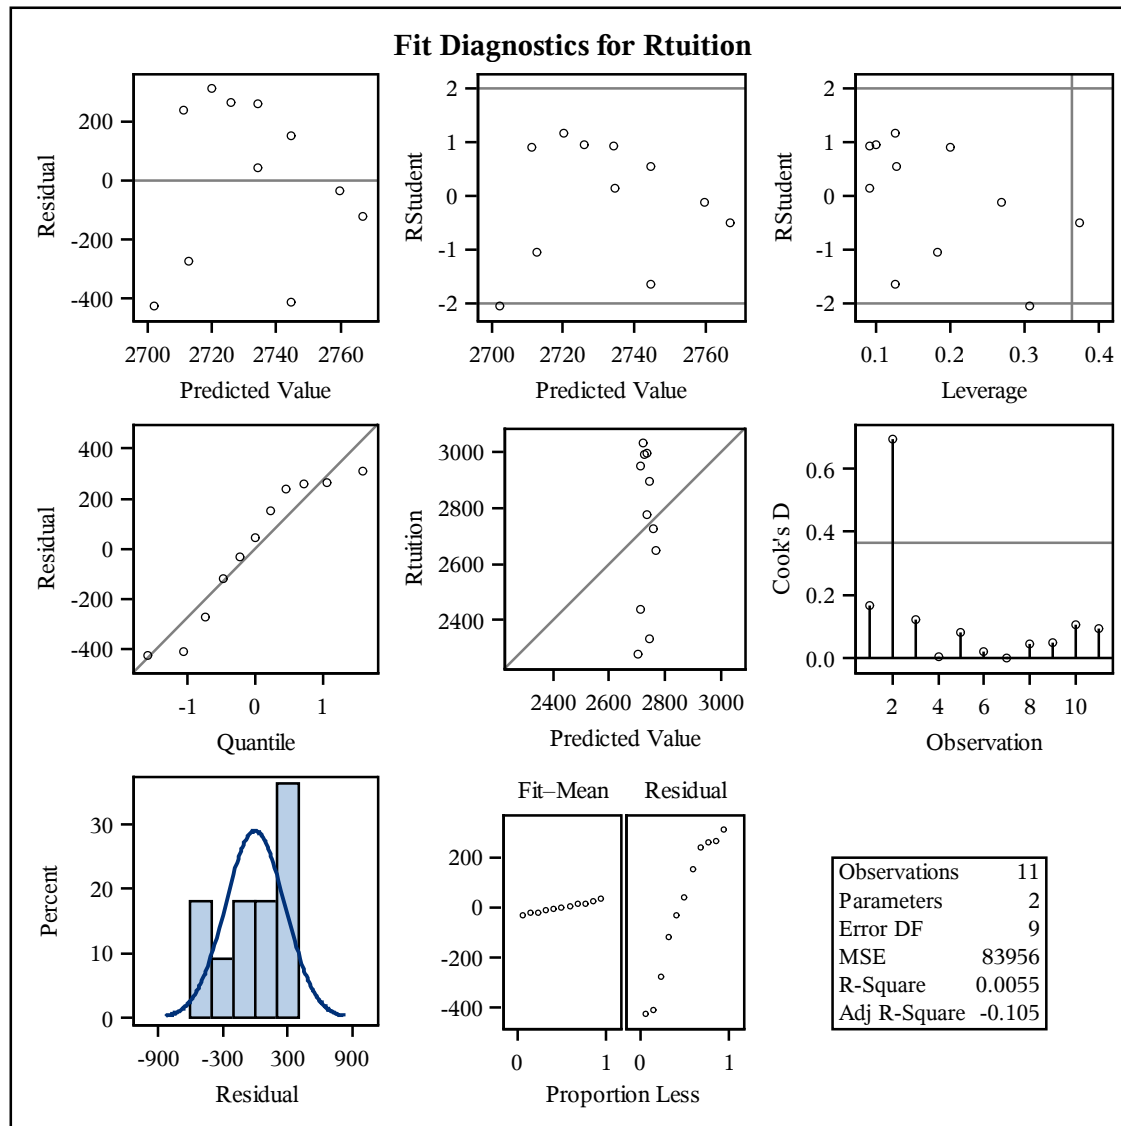 Fit Diagnostics for Rtuition
Residual
200
0
-200
-400
2700 2720 2740 2760
Predicted Value
RStudent
2
1
0
-1
-2
2700 2720 2740 2760
Predicted Value
RStudent
2
1
0
-1
-2
0.1 0.2 0.3 0.4
Leverage
Residual
400
200
0
-200
-400
-1 0 1
Quantile
Rtuition
3000
2800
2600
2400
2400 2600 2800 3000
Predicted Value
Cook's D
0.6
0.4
0.2
0.0
2 4 6 8 10
Observation
Percent
30
20
10
0
-900 -300 300 900
Residual
Fit–Mean Residual
200
0
-200
-400
0 1 0 1
Proportion Less
Observations 11
Parameters 2
Error DF 9
MSE 83956
R-Square 0.0055
Adj R-Square -0.105